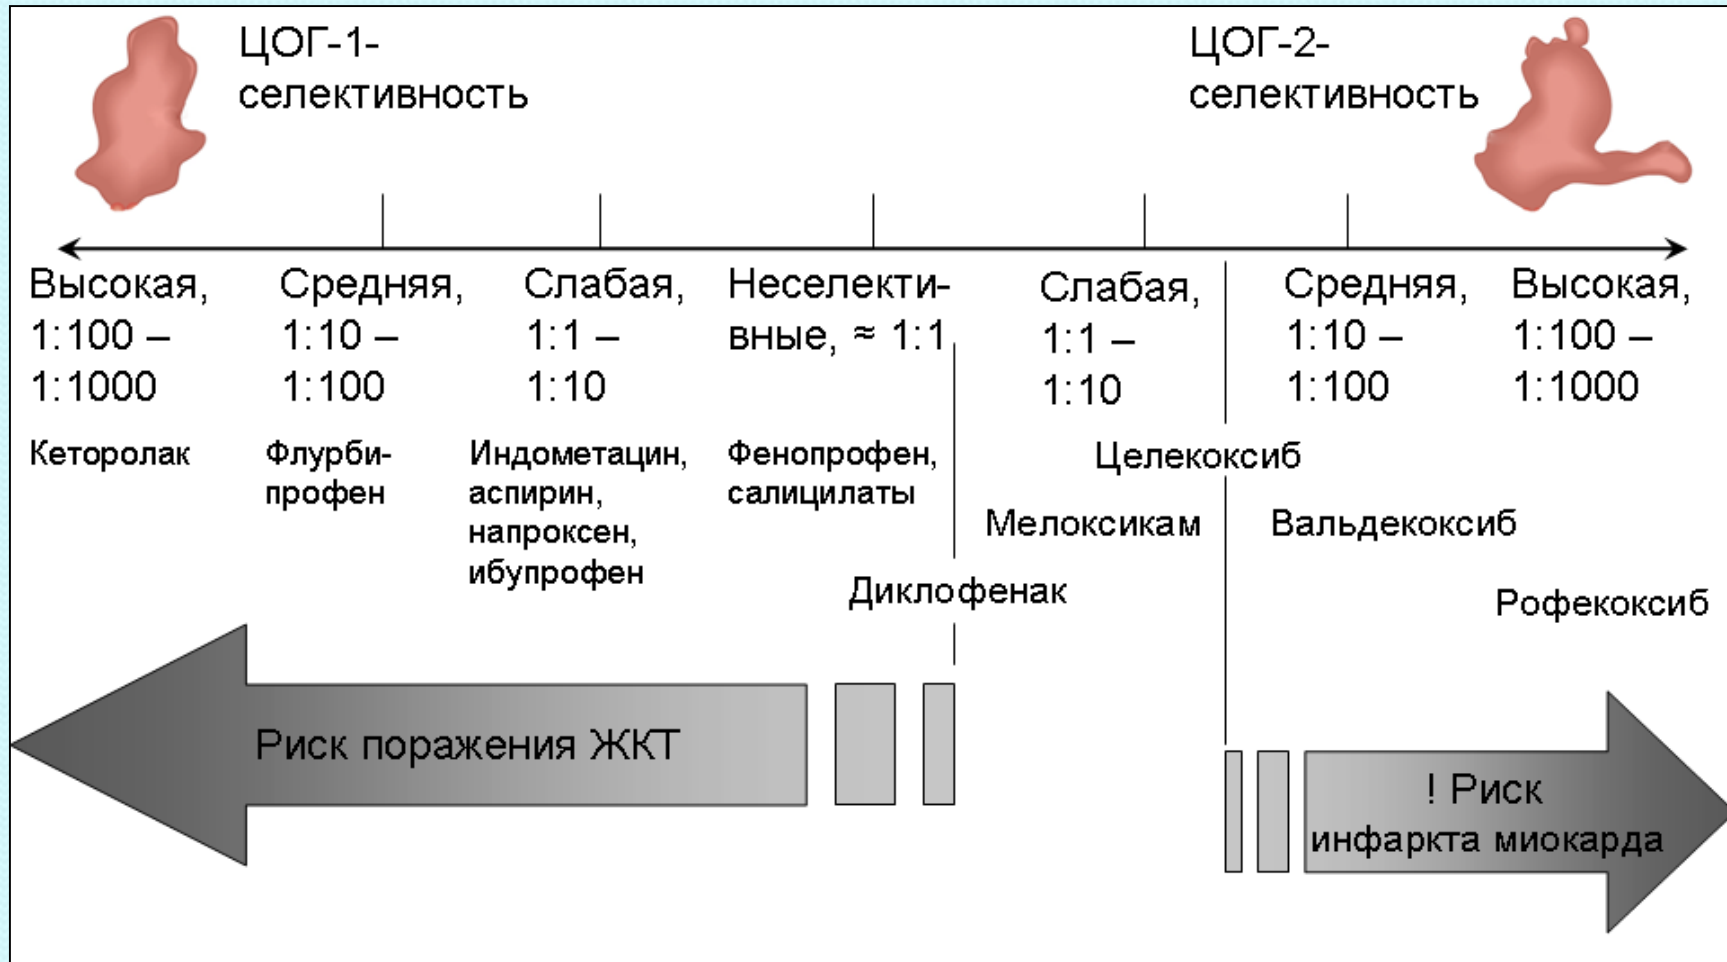 ЦОГ-1-
селективность
ЦОГ-2-
селективность
Высокая,
1:100 –
1:1000
Средняя,
1:10 –
1:100
Слабая,
1:1 –
1:10
Неселекти-
вные, ≈ 1:1
Слабая,
1:1 –
1:10
Средняя,
1:10 –
1:100
Высокая,
1:100 –
1:1000
Кеторолак
Флурби-
профен
Индометацин,
аспирин,
напроксен,
ибупрофен
Фенопрофен,
салицилаты
Диклофенак
Мелоксикам
Целекоксиб
Вальдекоксиб
Рофекоксиб
Риск поражения ЖКТ
! Риск
инфаркта миокарда